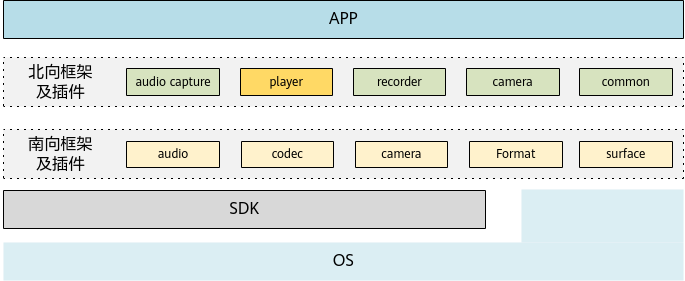 APP
北向框架
及插件
audio capture
player
recorder
camera
common
南向框架
及插件
audio
codec
camera
Format
surface
SDK
OS